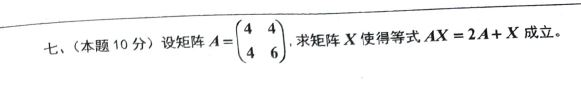 七、（本题 10 分）设矩阵 A = (4 4; 4 6), 求矩阵 X 使得等式 AX = 2A + X 成立。